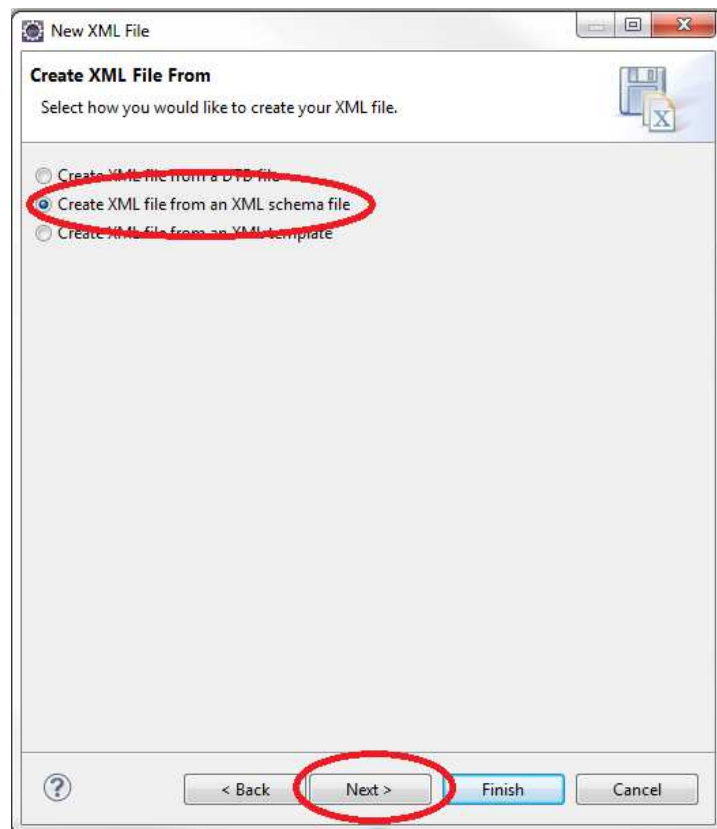 New XML File
Create XML File From
Select how you would like to create your XML file.
Create XML file from a DTD file
Create XML file from an XML schema file
Create XML file from an XML template
? < Back Next > Finish Cancel